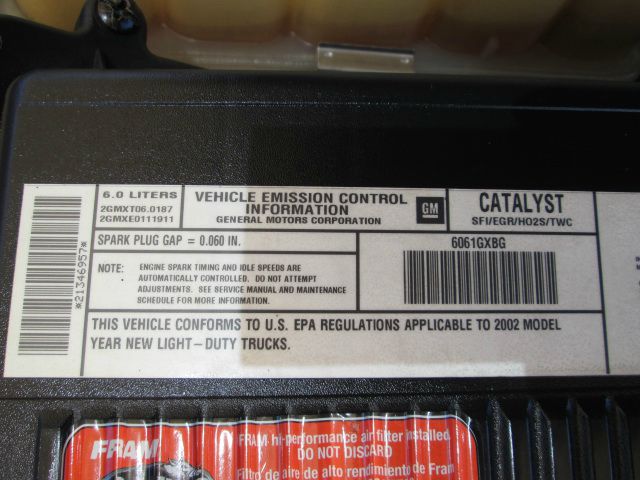 6.0 LITERS
2GMXT06.0187
2GMXE0111911
VEHICLE EMISSION CONTROL
INFORMATION
GENERAL MOTORS CORPORATION
GM
CATALYST
SFI/EGR/HO2S/TWC
*21346957*
SPARK PLUG GAP = 0.060 IN.
6061GXBG
NOTE: ENGINE SPARK TIMING AND IDLE SPEEDS ARE
AUTOMATICALLY CONTROLLED. DO NOT ATTEMPT
ADJUSTMENTS. SEE SERVICE MANUAL AND MAINTENANCE
SCHEDULE FOR MORE INFORMATION.
THIS VEHICLE CONFORMS TO U.S. EPA REGULATIONS APPLICABLE TO 2002 MODEL
YEAR NEW LIGHT-DUTY TRUCKS.
FRAM
FRAM hi-performance air filter installed.
DO NOT DISCARD
Filtro de aire de alto rendimiento de Fram